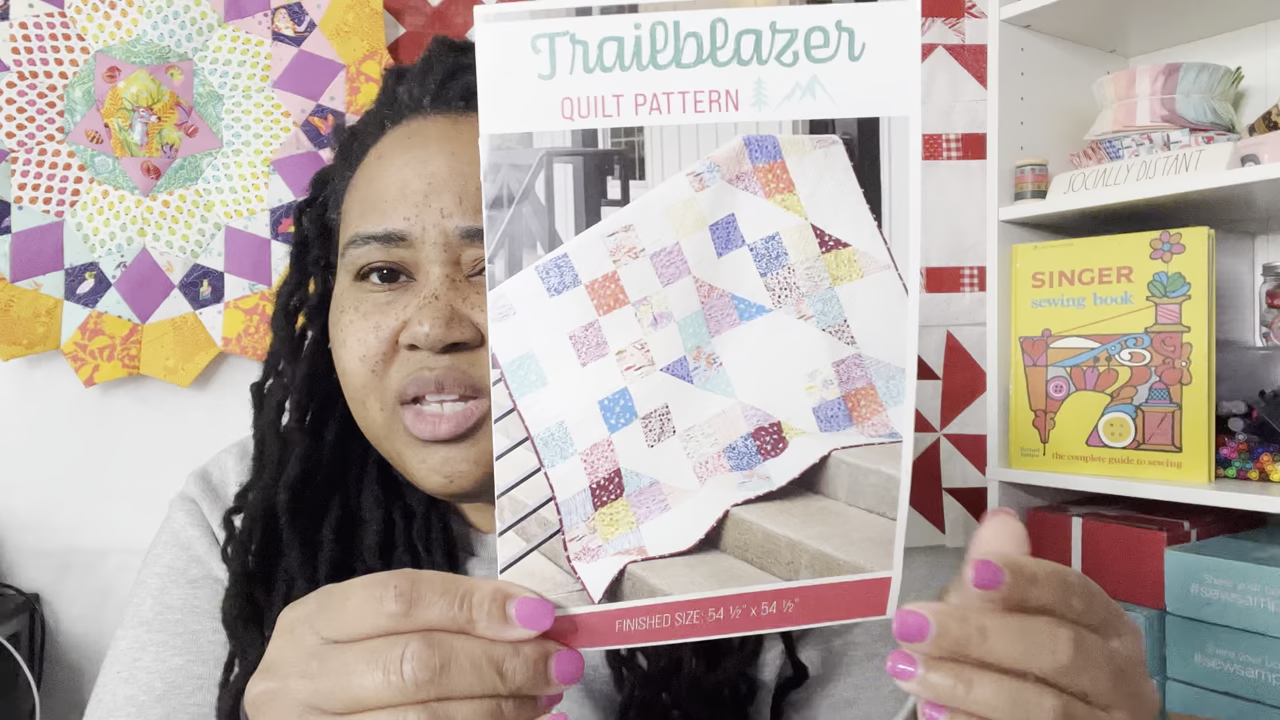 Trailblazer
QUILT PATTERN
FINISHED SIZE: 54 ½" x 54 ½"
SOCIALLY DISTANT
SINGER
sewing book
the complete guide to sewing